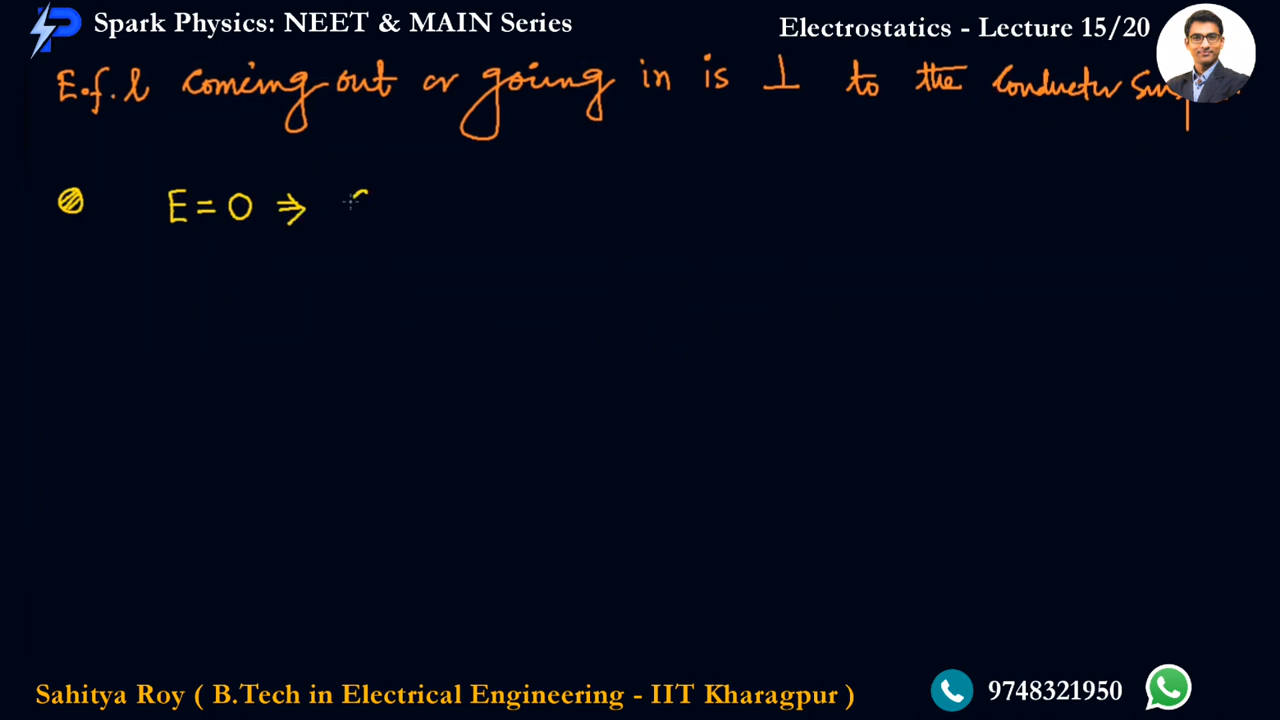 Spark Physics: NEET & MAIN Series
Electrostatics - Lecture 15/20
E.f.l coming out or going in is ⊥ to the conductor
E = 0 ⇒
Sahitya Roy ( B.Tech in Electrical Engineering - IIT Kharagpur )
9748321950